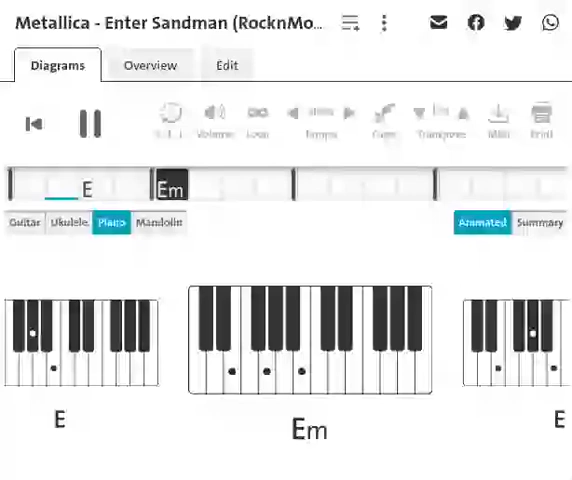 Metallica - Enter Sandman (RocknMo...
Diagrams Overview Edit
Volume Loop Tempo Transpose MIDI Print
E Em
Guitar Ukulele Piano Mandolin Animated Summary
E Em E